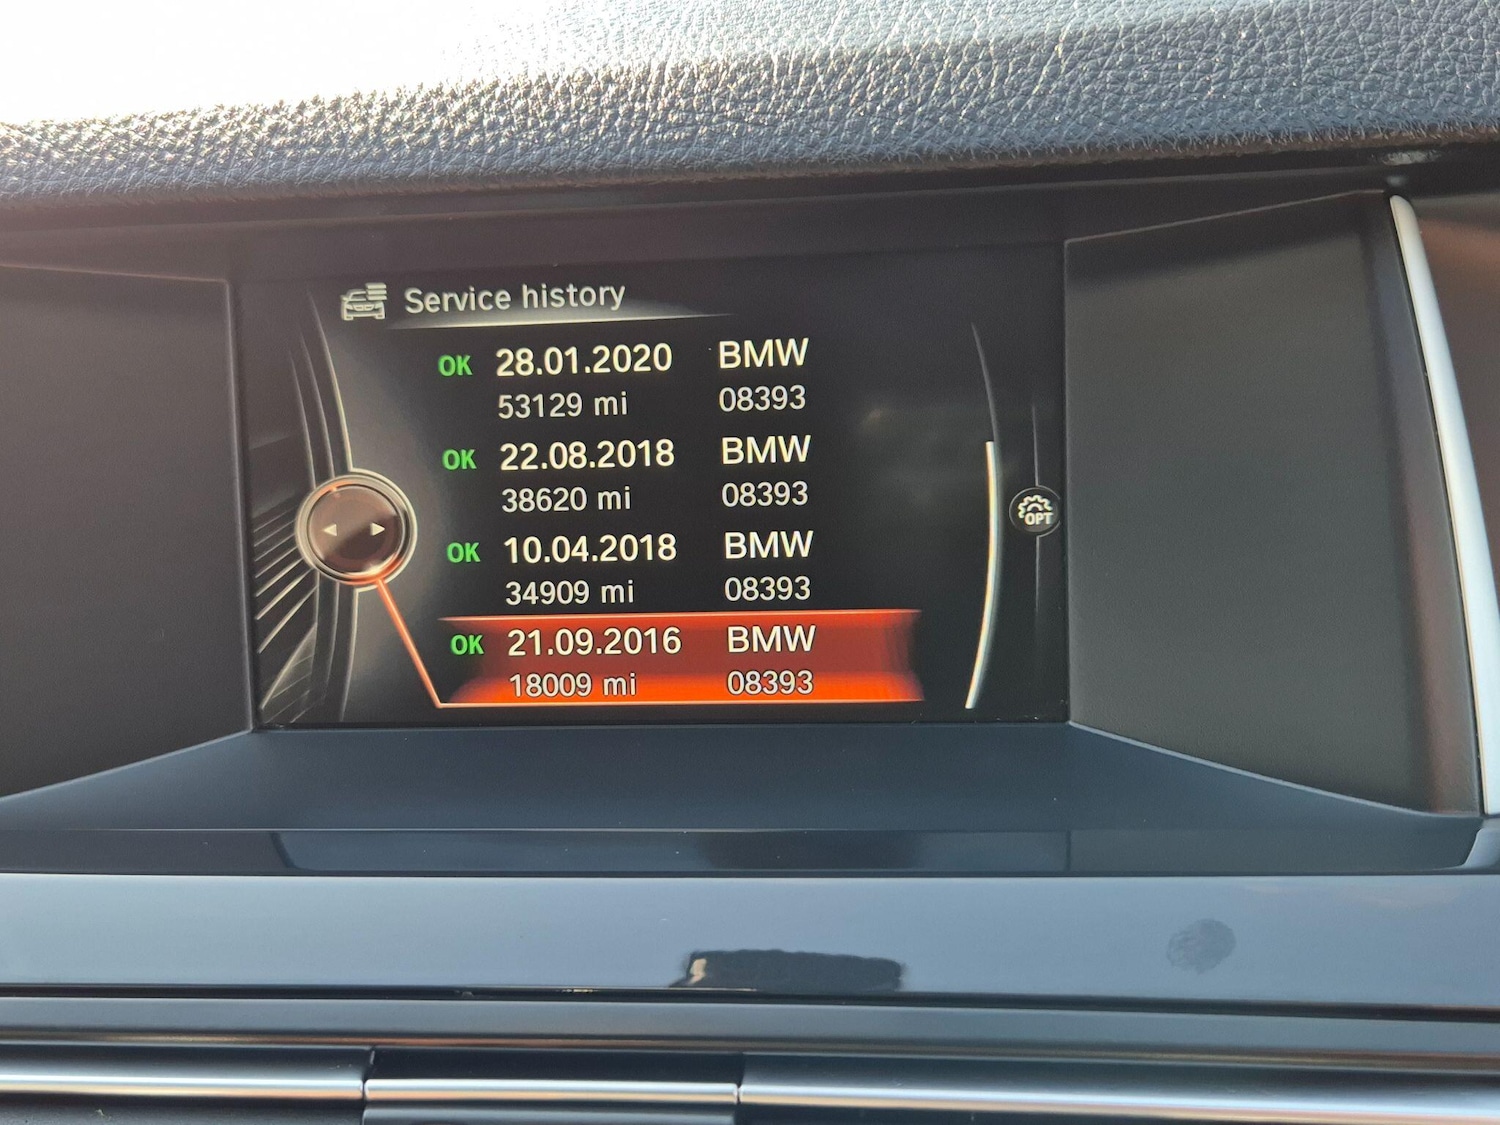 Service history
OK 28.01.2020 BMW
53129 mi 08393
OK 22.08.2018 BMW
38620 mi 08393
OK 10.04.2018 BMW
34909 mi 08393
OK 21.09.2016 BMW
18009 mi 08393
OPT